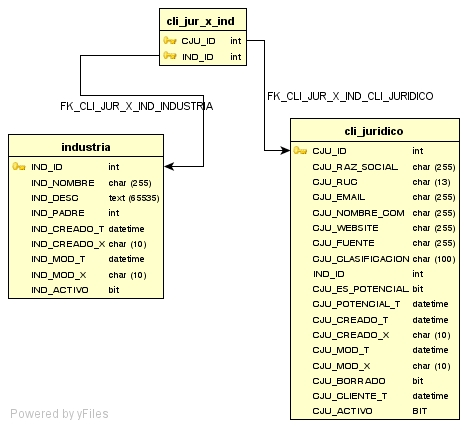 cli_jur_x_ind
CJU_ID int
IND_ID int
FK_CLI_JUR_X_IND_CLI_JURIDICO
FK_CLI_JUR_X_IND_INDUSTRIA
industria
IND_ID int
IND_NOMBRE char (255)
IND_DESC text (65535)
IND_PADRE int
IND_CREADO_T datetime
IND_CREADO_X char (10)
IND_MOD_T datetime
IND_MOD_X char (10)
IND_ACTIVO bit
cli_juridico
CJU_ID int
CJU_RAZ_SOCIAL char (255)
CJU_RUC char (13)
CJU_EMAIL char (255)
CJU_NOMBRE_COM char (255)
CJU_WEBSITE char (255)
CJU_FUENTE char (255)
CJU_CLASIFICACION char (100)
IND_ID int
CJU_ES_POTENCIAL bit
CJU_POTENCIAL_T datetime
CJU_CREADO_T datetime
CJU_CREADO_X char (10)
CJU_MOD_T datetime
CJU_MOD_X char (10)
CJU_BORRADO bit
CJU_CLIENTE_T datetime
CJU_ACTIVO BIT
Powered by yFiles